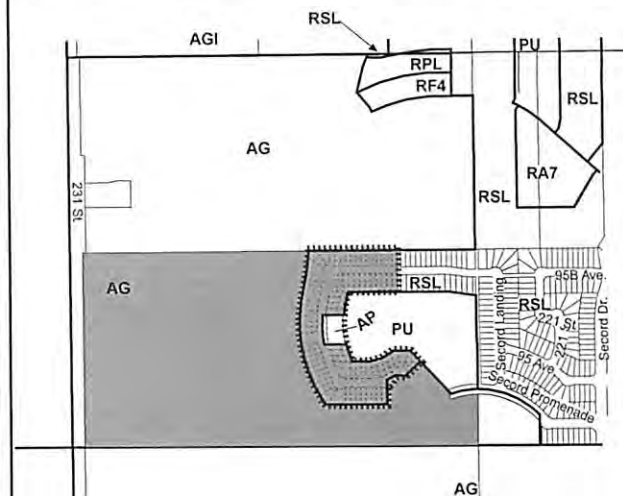 RSL
AGI
PU
RPL
RF4
RSL
AG
RA7
231 St.
RSL
AG
RSL
95B Ave.
AP
PU
Secord Landing
RSL
221 St.
221
95 Ave.
Secord Dr.
Secord Promenade
AG